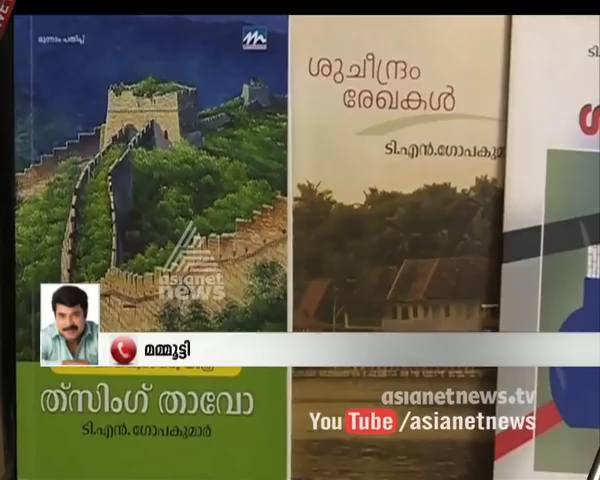 മൂന്നാം പതിപ്പ്
ശുചീന്ദ്രം
രേഖകൾ
ടി.എൻ.ഗോപകുമാ
ടി.
asianet
news
മമ്മൂട്ടി
ത്സിംഗ് താവോ
ടി.എൻ. ഗോപകുമാർ
asianetnews.tv
YouTube /asianetnews